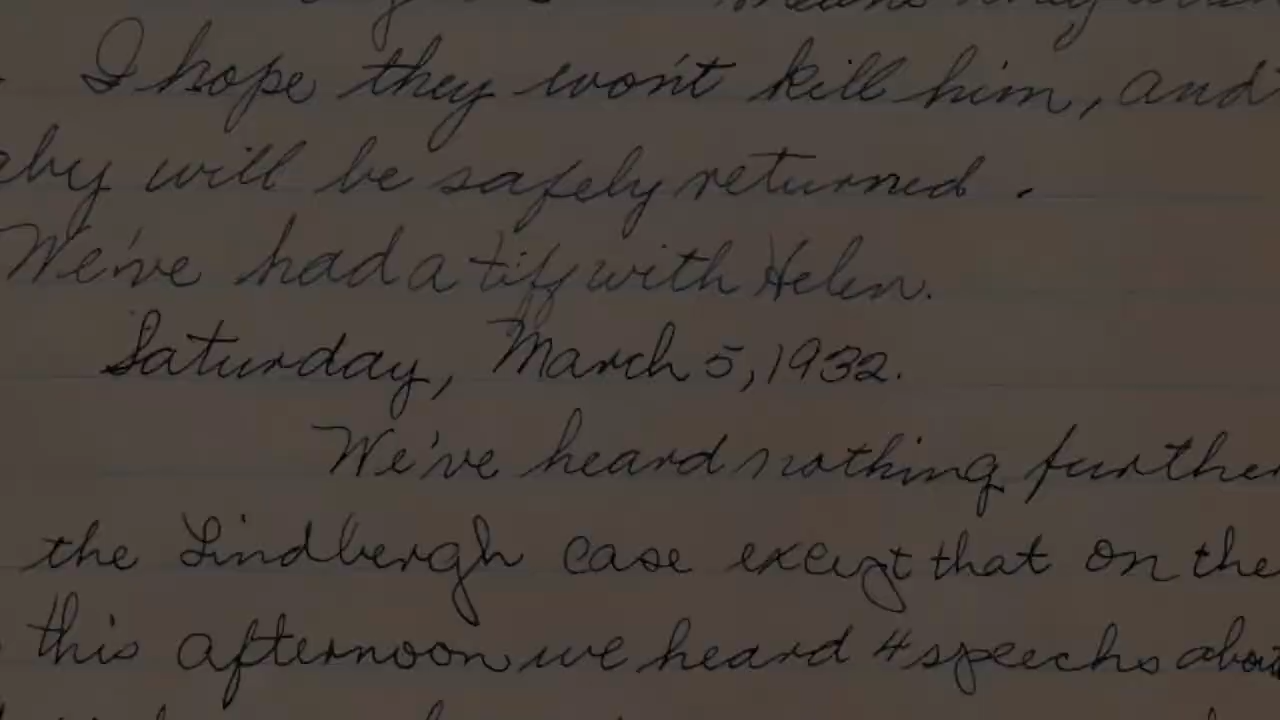 I hope they won't kill him, and
will be safely returned.
We've had a tiff with Helen.
Saturday, March 5, 1932.
We've heard nothing further
the Lindbergh case except that on the
this afternoon we heard 4 speechs about